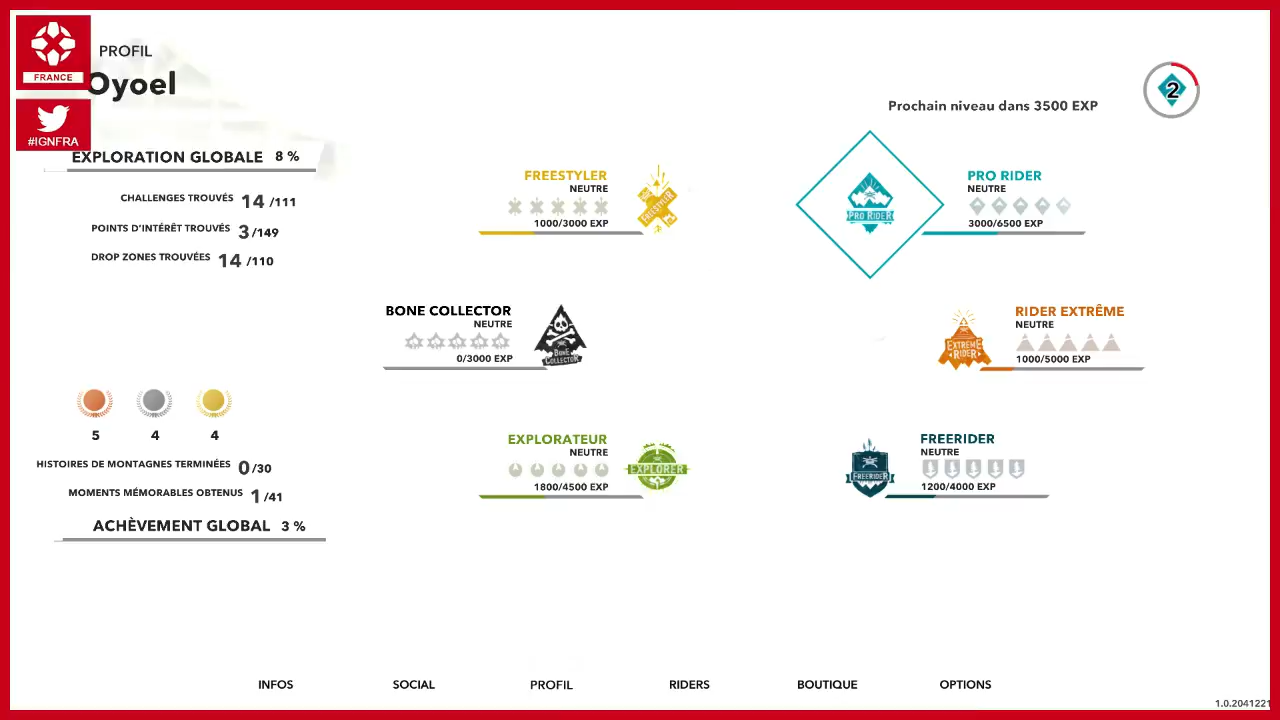 FRANCE
#IGNFRA
PROFIL
Oyoel
Prochain niveau dans 3500 EXP
2
EXPLORATION GLOBALE 8 %
CHALLENGES TROUVÉS 14 /111
POINTS D'INTÉRÊT TROUVÉS 3/149
DROP ZONES TROUVÉES 14 /110
FREESTYLER
NEUTRE
1000/3000 EXP
FREESTYLER
PRO RIDER
PRO RIDER
NEUTRE
3000/6500 EXP
BONE COLLECTOR
NEUTRE
0/3000 EXP
BONE
COLLECTOR
EXTREME
RIDER
RIDER EXTRÊME
NEUTRE
1000/5000 EXP
5
4
4
HISTOIRES DE MONTAGNES TERMINÉES 0/30
MOMENTS MÉMORABLES OBTENUS 1/41
ACHÈVEMENT GLOBAL 3 %
EXPLORATEUR
NEUTRE
1800/4500 EXP
EXPLORER
FREERIDER
FREERIDER
NEUTRE
1200/4000 EXP
INFOS
SOCIAL
PROFIL
RIDERS
BOUTIQUE
OPTIONS
1.0.2041221